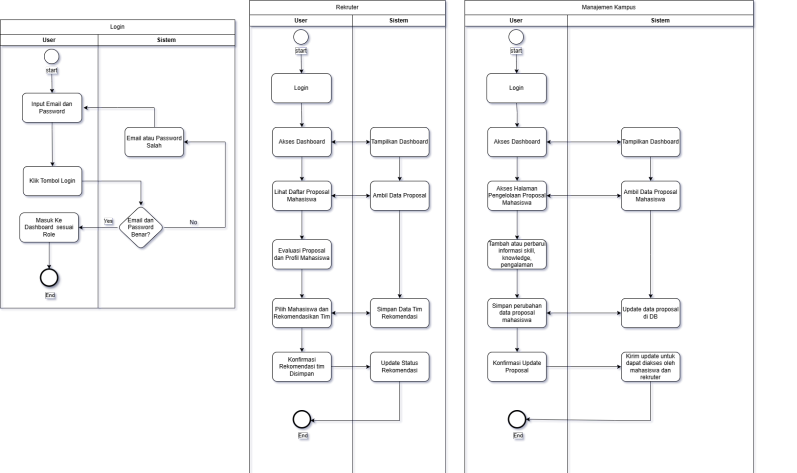 Login
User
Sistem
start
Input Email dan
Password
Email atau Password
Salah
Klik Tombol Login
Email dan
Password
Benar?
Yes
No
Masuk Ke
Dashboard sesuai
Role
End
Rekruter
User
Sistem
start
Login
Akses Dashboard
Tampilkan Dashboard
Lihat Daftar Proposal
Mahasiswa
Ambil Data Proposal
Evaluasi Proposal
dan Profil Mahasiswa
Pilih Mahasiswa dan
Rekomendasikan Tim
Simpan Data Tim
Rekomendasi
Konfirmasi
Rekomendasi tim
Disimpan
Update Status
Rekomendasi
End
Manajemen Kampus
User
Sistem
start
Login
Akses Dashboard
Tampilkan Dashboard
Akses Halaman
Pengelolaan Proposal
Mahasiswa
Ambil Data Proposal
Mahasiswa
Tambah atau perbarui
informasi skill,
knowledge,
pengalaman
Simpan perubahan
data proposal
mahasiswa
Update data proposal
di DB
Konfirmasi Update
Proposal
Kirim update untuk
dapat diakses oleh
mahasiswa dan
rekruter
End